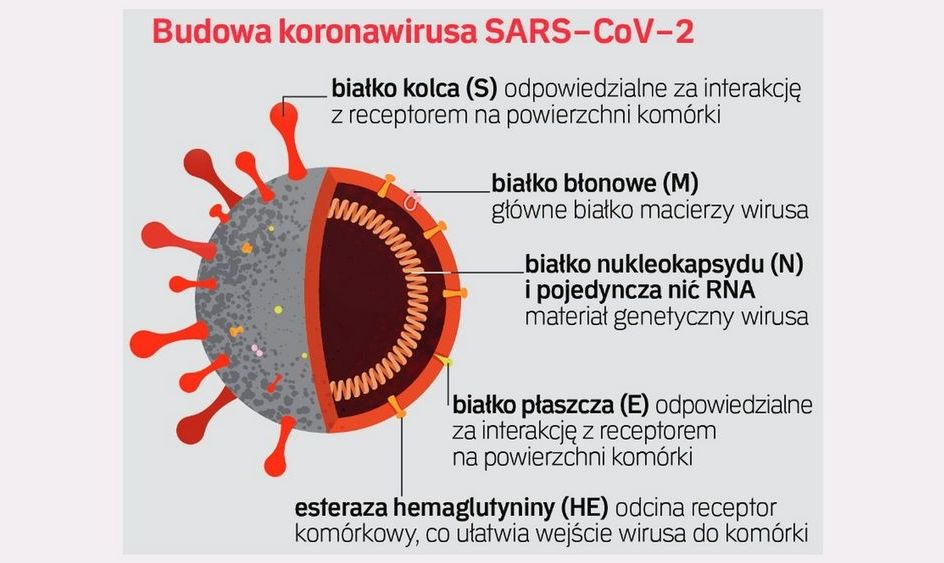 Budowa koronawirusa SARS–CoV–2
białko kolca (S) odpowiedzialne za interakcję
z receptorem na powierzchni komórki
białko błonowe (M)
główne białko macierzy wirusa
białko nukleokapsydu (N)
i pojedyncza nić RNA
materiał genetyczny wirusa
białko płaszcza (E) odpowiedzialne
za interakcję z receptorem
na powierzchni komórki
esteraza hemaglutyniny (HE) odcina receptor
komórkowy, co ułatwia wejście wirusa do komórki